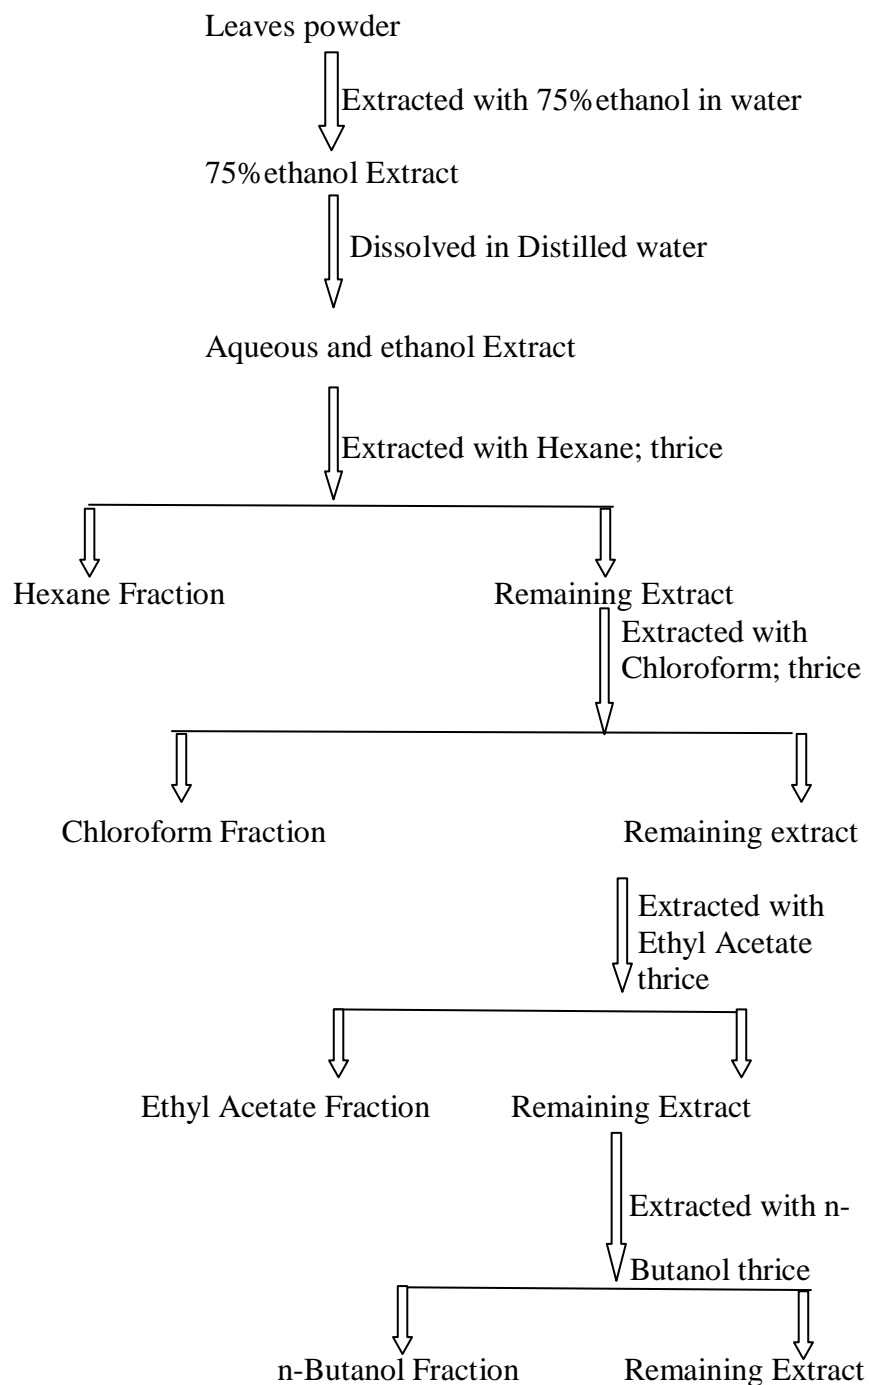 Leaves powder
Extracted with 75%ethanol in water
75%ethanol Extract
Dissolved in Distilled water
Aqueous and ethanol Extract
Extracted with Hexane; thrice
Hexane Fraction
Remaining Extract
Extracted with
Chloroform; thrice
Chloroform Fraction
Remaining extract
Extracted with
Ethyl Acetate
thrice
Ethyl Acetate Fraction
Remaining Extract
Extracted with n-
Butanol thrice
n-Butanol Fraction
Remaining Extract